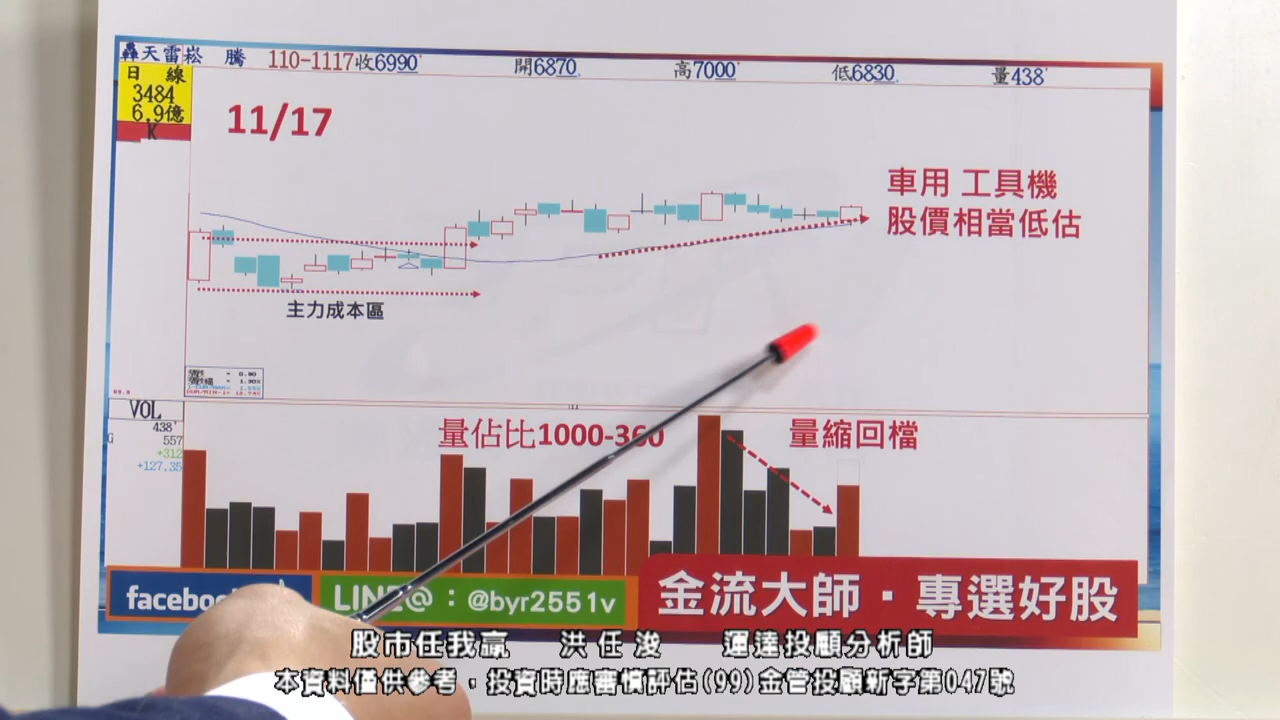 天雷崧 騰 110-1117收6990 開6870 高7000 低6830 量438
日 線
3484
6.9億
K
11/17
車用 工具機
股價相當低估
主力成本區
VOL
438
557
+312
+127.35
量佔比1000-360
量縮回檔
LINE@：@byr2551v
金流大師·專選好股
股市任我贏 洪任浚 運達投顧分析師
本資料僅供參考，投資時應審慎評估(99)金管投顧新字第047號